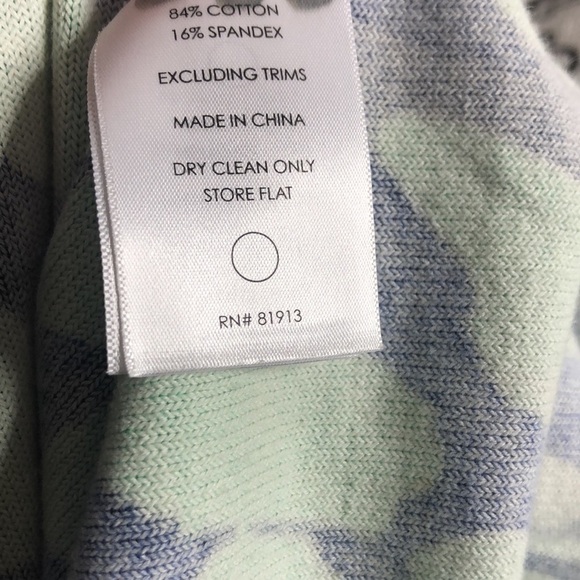 84% COTTON
16% SPANDEX
EXCLUDING TRIMS
MADE IN CHINA
DRY CLEAN ONLY
STORE FLAT
RN# 81913